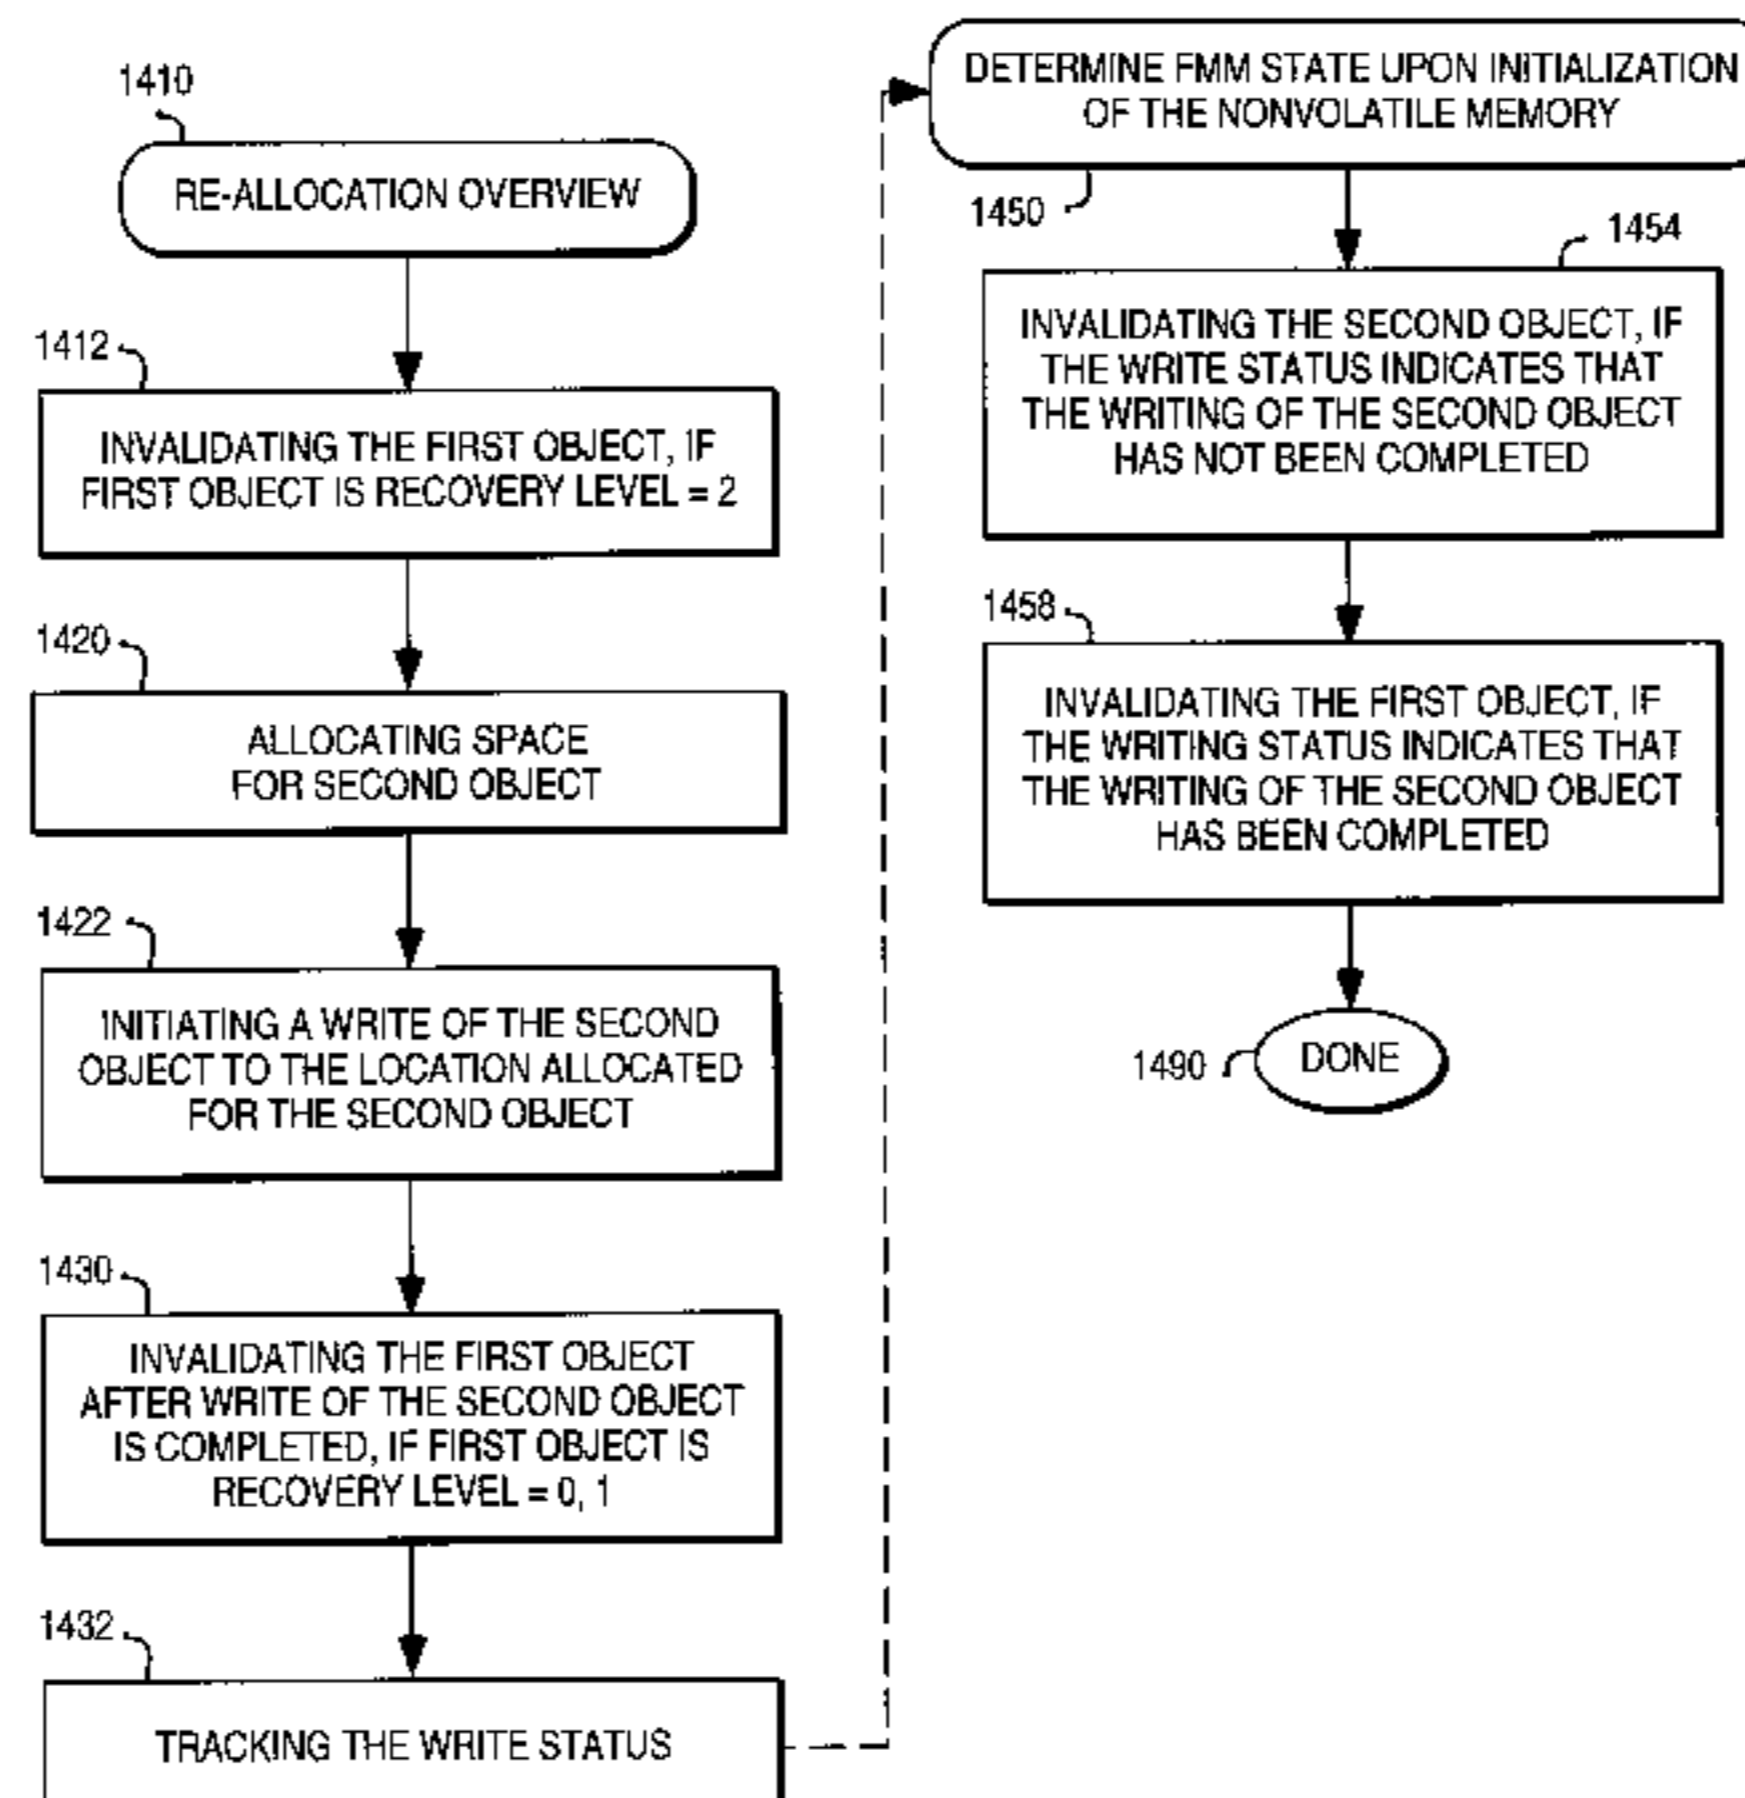 1410
RE-ALLOCATION OVERVIEW
1412
INVALIDATING THE FIRST OBJECT, IF
FIRST OBJECT IS RECOVERY LEVEL = 2
1420
ALLOCATING SPACE
FOR SECOND OBJECT
1422
INITIATING A WRITE OF THE SECOND
OBJECT TO THE LOCATION ALLOCATED
FOR THE SECOND OBJECT
1430
INVALIDATING THE FIRST OBJECT
AFTER WRITE OF THE SECOND OBJECT
IS COMPLETED, IF FIRST OBJECT IS
RECOVERY LEVEL = 0, 1
1432
TRACKING THE WRITE STATUS
DETERMINE FMM STATE UPON INITIALIZATION
OF THE NONVOLATILE MEMORY
1450
1454
INVALIDATING THE SECOND OBJECT, IF
THE WRITE STATUS INDICATES THAT
THE WRITING OF THE SECOND OBJECT
HAS NOT BEEN COMPLETED
1458
INVALIDATING THE FIRST OBJECT, IF
THE WRITING STATUS INDICATES THAT
THE WRITING OF THE SECOND OBJECT
HAS BEEN COMPLETED
1490
DONE